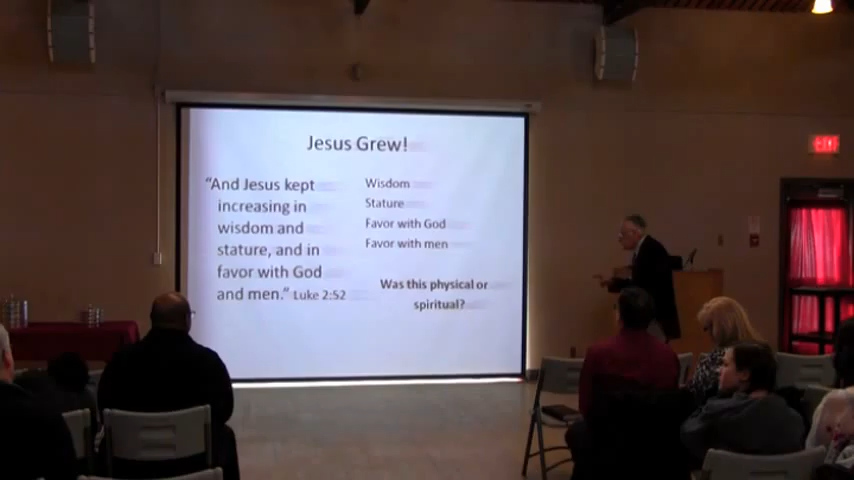 Jesus Grew!
“And Jesus kept
increasing in
wisdom and
stature, and in
favor with God
and men.” Luke 2:52
Wisdom
Stature
Favor with God
Favor with men
Was this physical or
spiritual?
EXIT